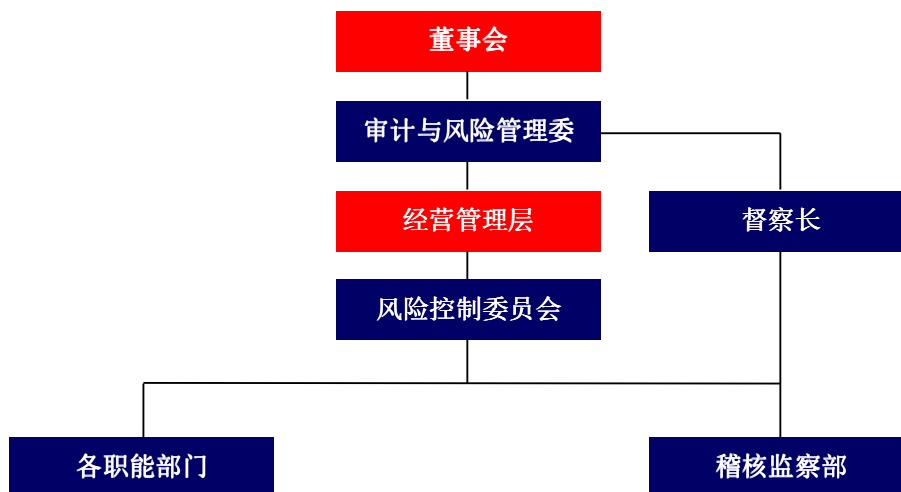 董事会
审计与风险管理委
经营管理层
督察长
风险控制委员会
各职能部门
稽核监察部